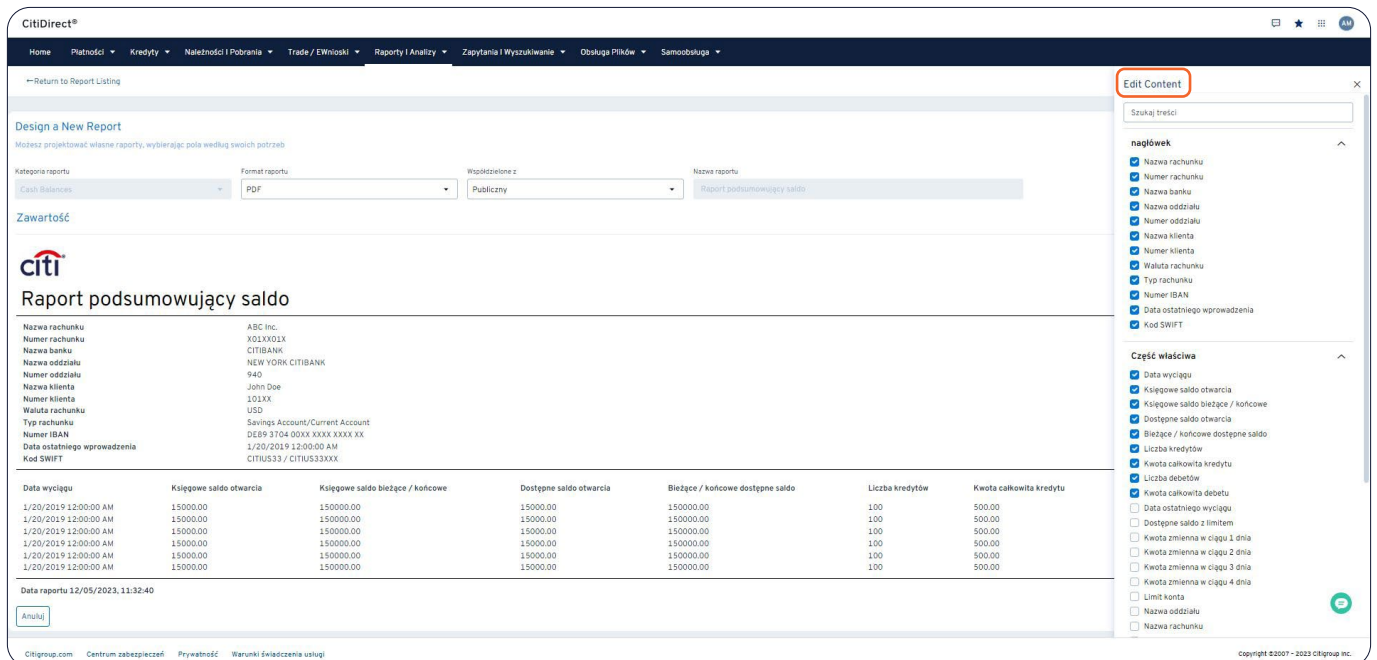 CitiDirect®
AM
Home Płatności Kredyty Należności I Pobrania Trade / EWnioski Raporty I Analizy Zapytania I Wyszukiwanie Obsługa Plików Samoobsługa
←Return to Report Listing
Design a New Report
Możesz projektować własne raporty, wybierając pola według swoich potrzeb
Kategoria raportu Format raportu Współdzielone z Nazwa raportu
Cash Balances PDF Publiczny Raport podsumowujący saldo
Zawartość
citi
Raport podsumowujący saldo
Nazwa rachunku ABC Inc.
Numer rachunku X01XX01X
Nazwa banku CITIBANK
Nazwa oddziału NEW YORK CITIBANK
Numer oddziału 940
Nazwa klienta John Doe
Numer klienta 101XX
Waluta rachunku USD
Typ rachunku Savings Account/Current Account
Numer IBAN DE89 3704 00XX XXXX XXXX XX
Data ostatniego wprowadzenia 1/20/2019 12:00:00 AM
Kod SWIFT CITIUS33 / CITIUS33XXX
Data wyciągu Księgowe saldo otwarcia Księgowe saldo bieżące / końcowe Dostępne saldo otwarcia Bieżące / końcowe dostępne saldo Liczba kredytów Kwota całkowita kredytu
1/20/2019 12:00:00 AM 15000.00 150000.00 15000.00 150000.00 100 500.00
1/20/2019 12:00:00 AM 15000.00 150000.00 15000.00 150000.00 100 500.00
1/20/2019 12:00:00 AM 15000.00 150000.00 15000.00 150000.00 100 500.00
1/20/2019 12:00:00 AM 15000.00 150000.00 15000.00 150000.00 100 500.00
1/20/2019 12:00:00 AM 15000.00 150000.00 15000.00 150000.00 100 500.00
1/20/2019 12:00:00 AM 15000.00 150000.00 15000.00 150000.00 100 500.00
Data raportu 12/05/2023, 11:32:40
Anuluj
Edit Content
Szukaj treści
nagłówek
Nazwa rachunku
Numer rachunku
Nazwa banku
Nazwa oddziału
Numer oddziału
Nazwa klienta
Numer klienta
Waluta rachunku
Typ rachunku
Numer IBAN
Data ostatniego wprowadzenia
Kod SWIFT
Część właściwa
Data wyciągu
Księgowe saldo otwarcia
Księgowe saldo bieżące / końcowe
Dostępne saldo otwarcia
Bieżące / końcowe dostępne saldo
Liczba kredytów
Kwota całkowita kredytu
Liczba debetów
Kwota całkowita debetu
Data ostatniego wyciągu
Dostępne saldo z limitem
Kwota zmienna w ciągu 1 dnia
Kwota zmienna w ciągu 2 dnia
Kwota zmienna w ciągu 3 dnia
Kwota zmienna w ciągu 4 dnia
Limit konta
Nazwa oddziału
Nazwa rachunku
Citigroup.com Centrum zabezpieczeń Prywatność Warunki świadczenia usługi Copyright ©2007 - 2023 Citigroup Inc.